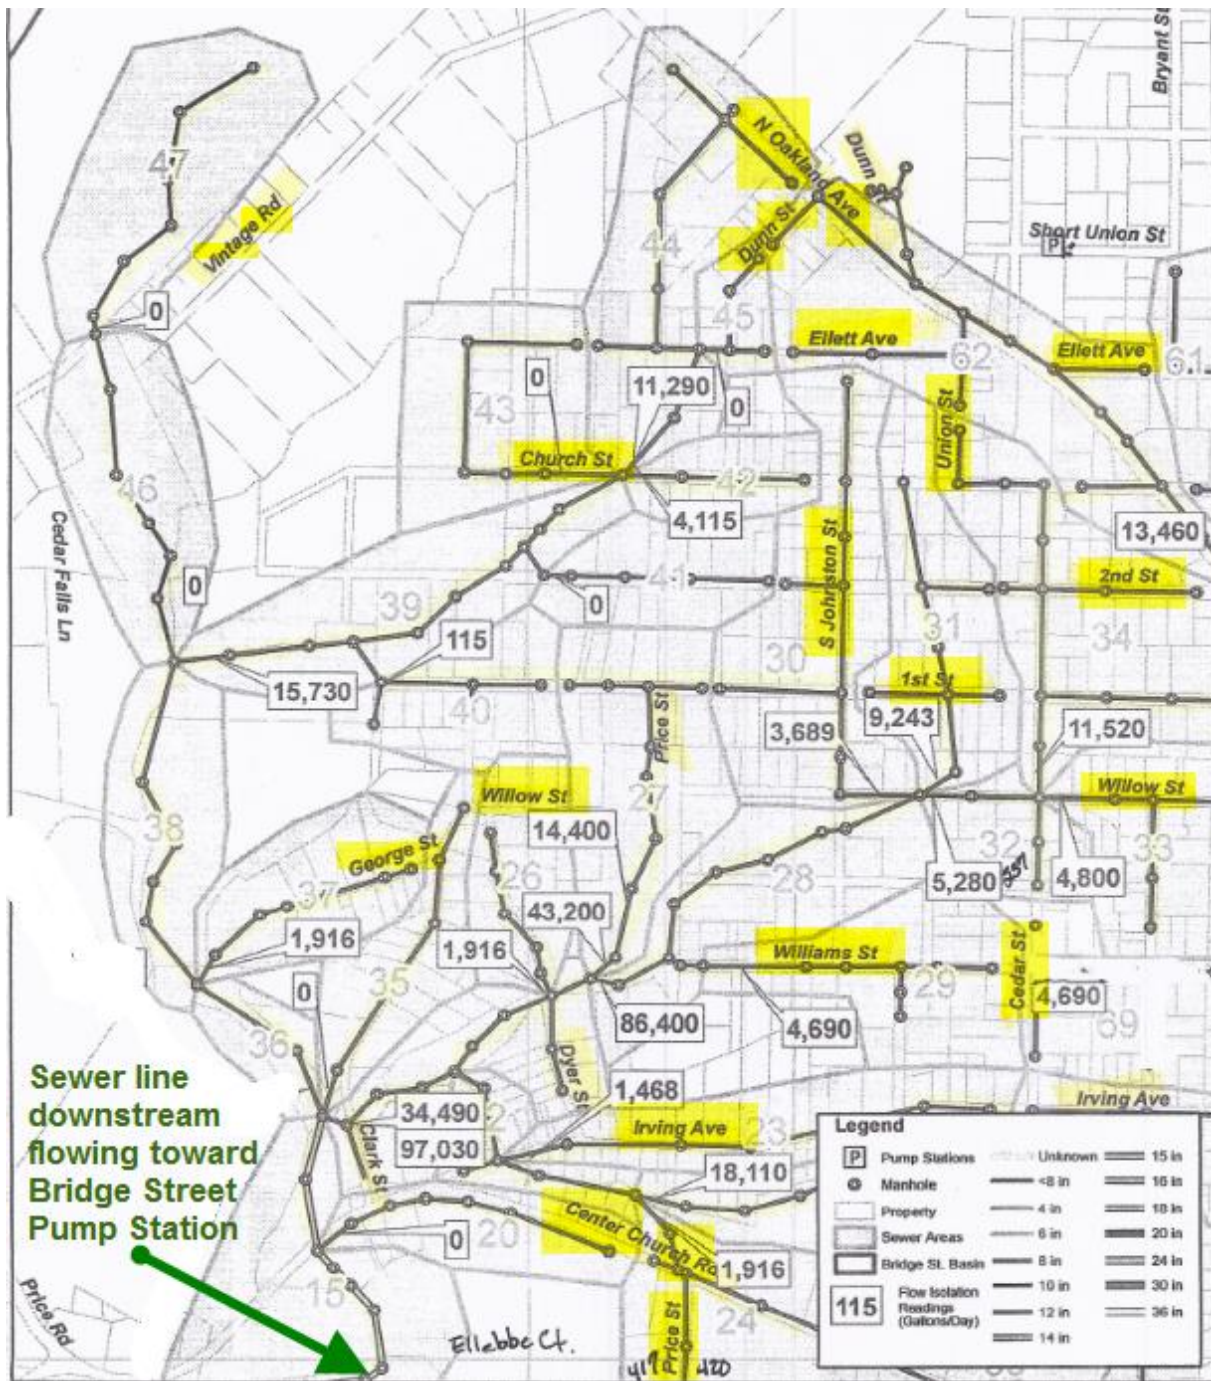 Bryant St
47
N Oakland Ave
Dunn St
Vintage Rd
Short Union St
P
44
Dunn St
0
45
Ellett Ave
62
Ellett Ave
61
0
11,290
43
0
Union St
Church St
42
46
4,115
13,460
Cedar Falls Ln
S Johnston St
0
39
41
0
2nd St
31
34
115
30
15,730
1st St
40
Price St
3,689
9,243
11,520
Willow St
Willow St
38
27
14,400
George St
32
33
28
26
37
5,280
557
4,800
43,200
1,916
1,916
Williams St
Cedar St
29
0
35
4,690
86,400
4,690
69
36
Dyer St
Sewer line
downstream
flowing toward
Bridge Street
Pump Station
1,468
34,490
97,030
2
Clark St
Irving Ave
23
Irving Ave
18,110
Center Church Rd
0
20
1,916
15
Price Rd
Ellebbe Ct.
24
417
Price St
420
Legend
P Pump Stations
Manhole
Property
Sewer Areas
Bridge St. Basin
115 Flow Isolation
Readings
(Gallons/Day)
Unknown
<8 in
4 in
6 in
8 in
10 in
12 in
14 in
15 in
16 in
18 in
20 in
24 in
30 in
36 in